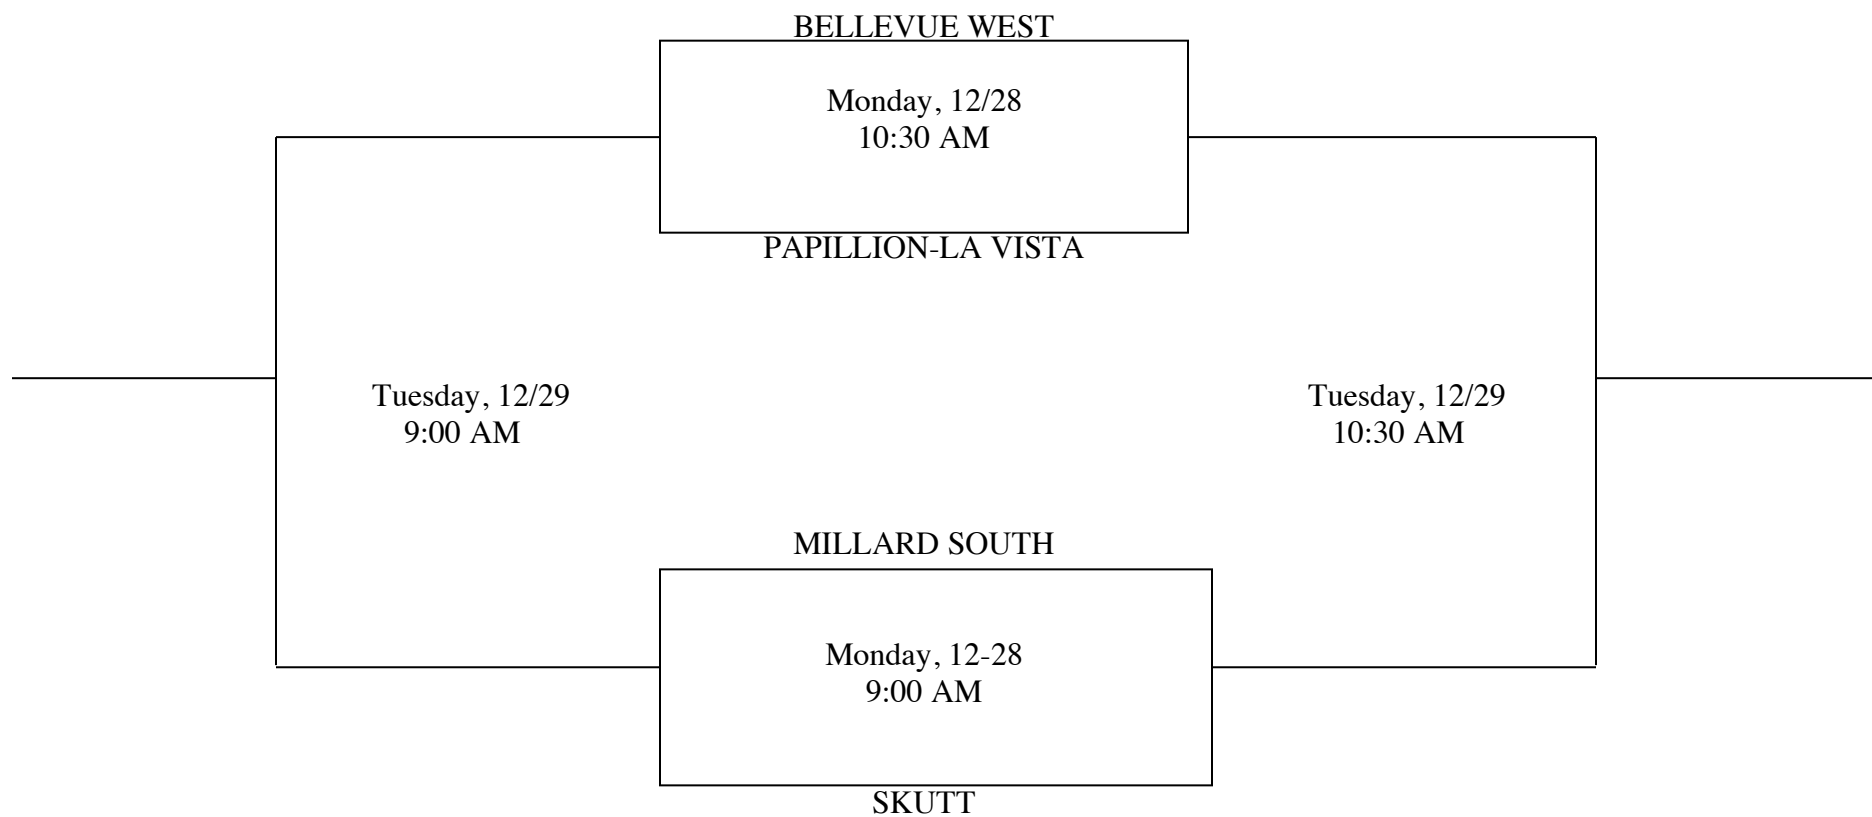 BELLEVUE WEST
Monday, 12/28
10:30 AM
PAPILLION-LA VISTA
Tuesday, 12/29
9:00 AM
Tuesday, 12/29
10:30 AM
MILLARD SOUTH
Monday, 12-28
9:00 AM
SKUTT